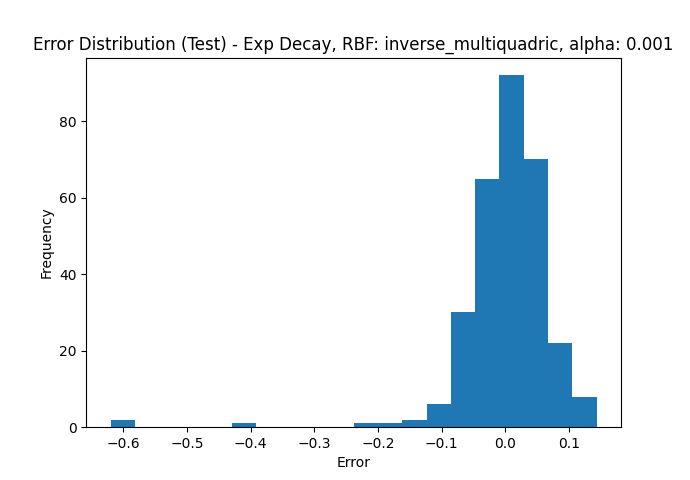 Error Distribution (Test) - Exp Decay, RBF: inverse_multiquadric, alpha: 0.001
80
60
40
20
0
Frequency
−0.6 −0.5 −0.4 −0.3 −0.2 −0.1 0.0 0.1
Error